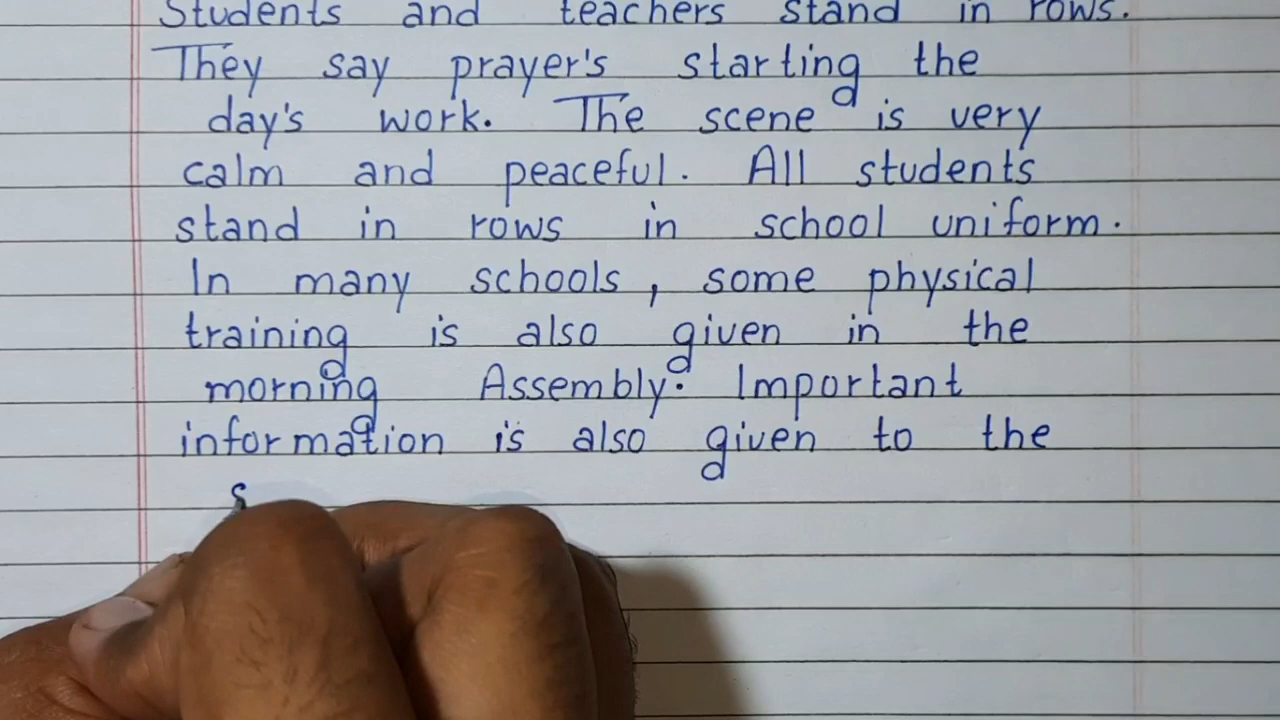 Students and teachers stand in rows.
They say prayer's starting the
day's work. The scene is very
calm and peaceful. All students
stand in rows in school uniform.
In many schools, some physical
training is also given in the
morning Assembly. Important
information is also given to the
s